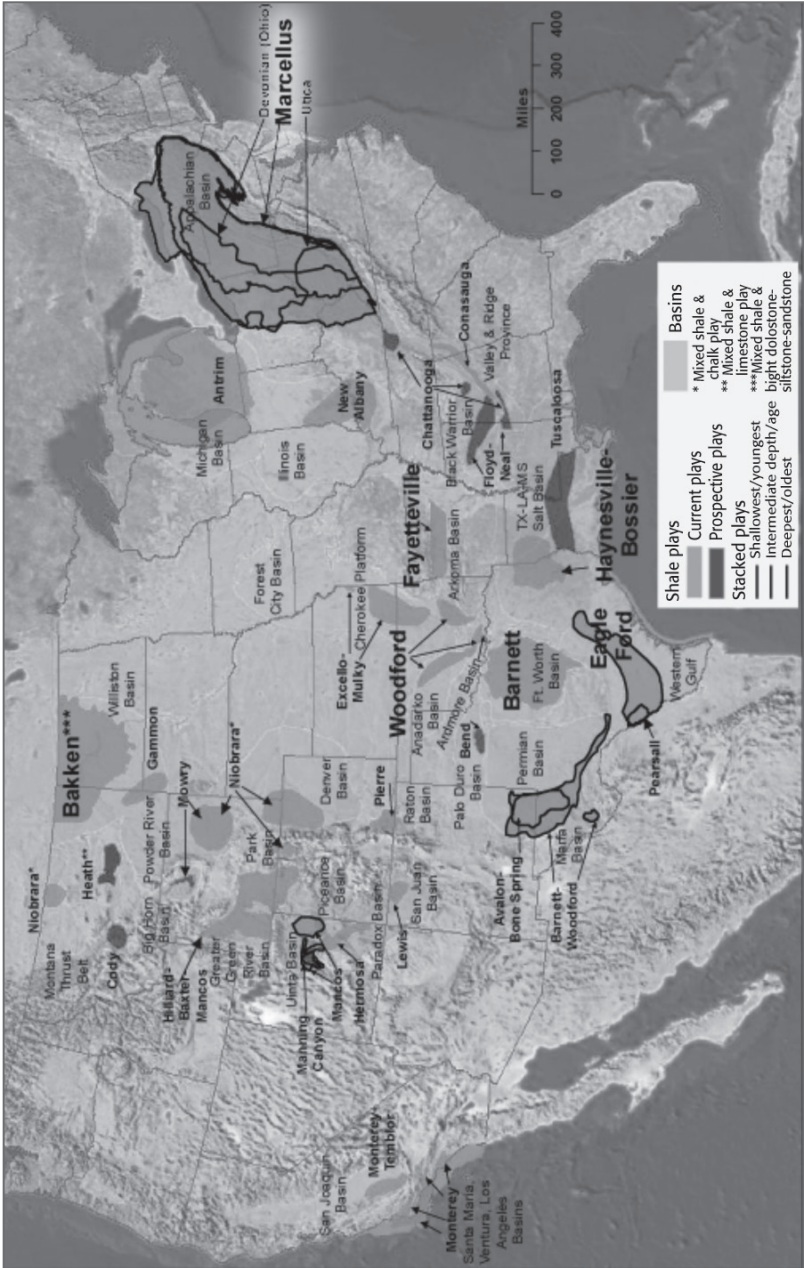 Montana
Thrust
Belt
Niobrara*
Heath**
Cody
Bakken***
Williston
Basin
Gammon
Powder River
Basin
Big Horn
Basin
Mowry
Niobrara*
Hilliard-
Baxter-
Mancos
Greater
Green
River
Basin
Park
Basin
Denver
Basin
Uinta Basin
Piceance
Basin
Manning
Canyon
Mancos
Hermosa
Paradox Basin
Pierre
Lewis
San Juan
Basin
Raton
Basin
Palo Duro
Basin
Anadarko
Basin
Woodford
Excello-
Mulky
Cherokee Platform
Forest
City Basin
Illinois
Basin
Michigan
Basin
Antrim
New
Albany
Appalachian
Basin
Devonian (Ohio)
Marcellus
Utica
San Joaquin
Basin
Monterey-
Temblor
Monterey
Santa Maria,
Ventura, Los
Angeles
Basins
Avalon-
Bone Spring
Permian
Basin
Barnett-
Woodford
Marfa
Basin
Bend
Ardmore Basin
Barnett
Ft. Worth
Basin
Eagle
Ford
Pearsall
Western
Gulf
Fayetteville
Arkoma Basin
Black Warrior
Basin
Chattanooga
Conasauga
Valley & Ridge
Province
Floyd-
Neal
TX-LA-MS
Salt Basin
Tuscaloosa
Haynesville-
Bossier
Miles
0 100 200 300 400
Shale plays
Current plays
Prospective plays
Stacked plays
Shallowest/youngest
Intermediate depth/age
Deepest/oldest
Basins
* Mixed shale &
chalk play
** Mixed shale &
limestone play
***Mixed shale &
bight dolostone-
siltstone-sandstone